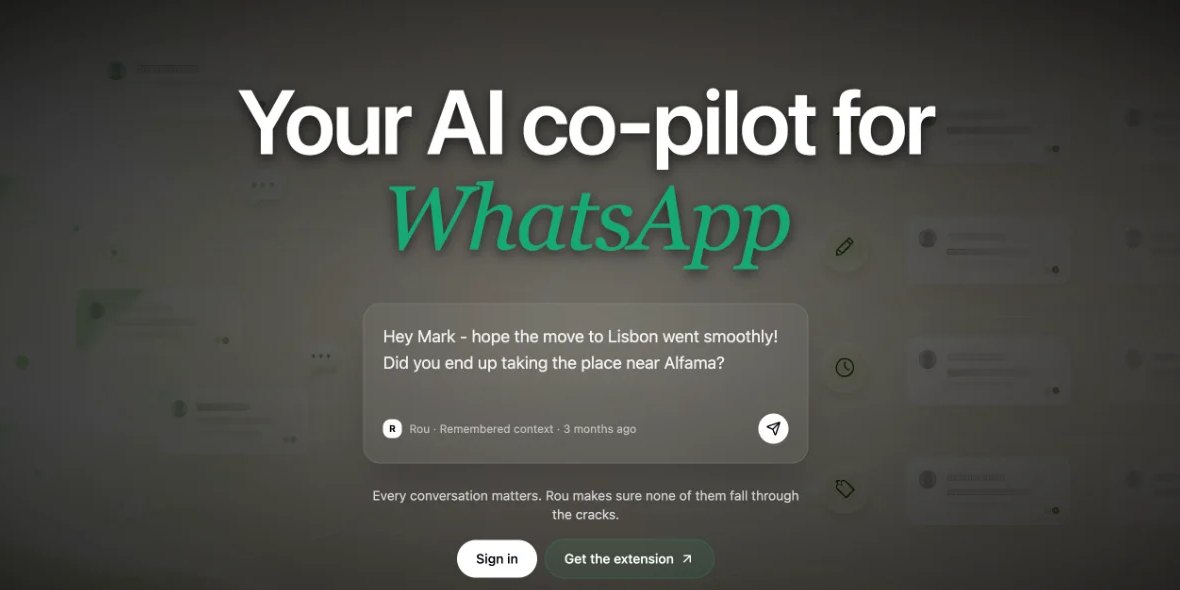 Your AI co-pilot for
WhatsApp
Hey Mark - hope the move to Lisbon went smoothly!
Did you end up taking the place near Alfama?
R
Rou · Remembered context · 3 months ago
Every conversation matters. Rou makes sure none of them fall through
the cracks.
Sign in
Get the extension